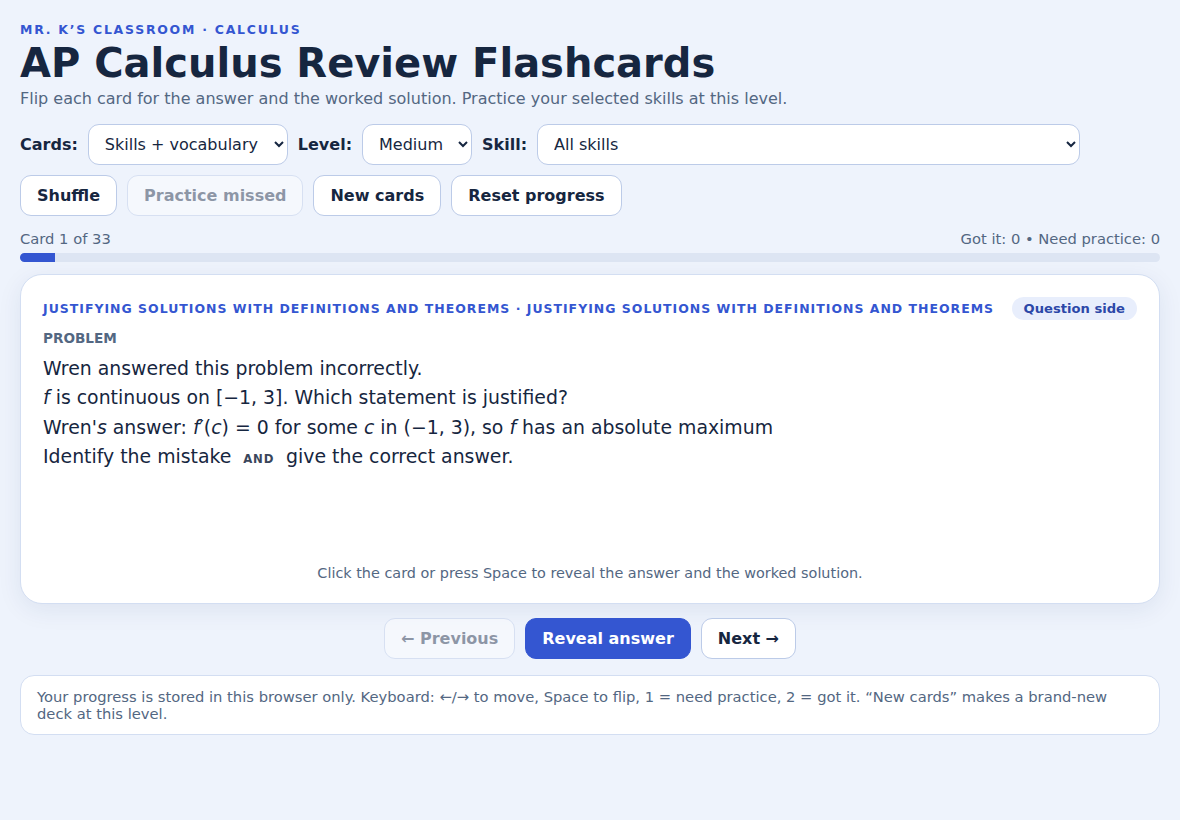 MR. K’S CLASSROOM · CALCULUS
AP Calculus Review Flashcards
Flip each card for the answer and the worked solution. Practice your selected skills at this level.
Cards: Skills + vocabulary Level: Medium Skill: All skills
Shuffle Practice missed New cards Reset progress
Card 1 of 33 Got it: 0 • Need practice: 0
JUSTIFYING SOLUTIONS WITH DEFINITIONS AND THEOREMS · JUSTIFYING SOLUTIONS WITH DEFINITIONS AND THEOREMS Question side
PROBLEM
Wren answered this problem incorrectly.
f is continuous on [−1, 3]. Which statement is justified?
Wren's answer: f′(c) = 0 for some c in (−1, 3), so f has an absolute maximum
Identify the mistake AND give the correct answer.
Click the card or press Space to reveal the answer and the worked solution.
← Previous Reveal answer Next →
Your progress is stored in this browser only. Keyboard: ←/→ to move, Space to flip, 1 = need practice, 2 = got it. “New cards” makes a brand-new
deck at this level.